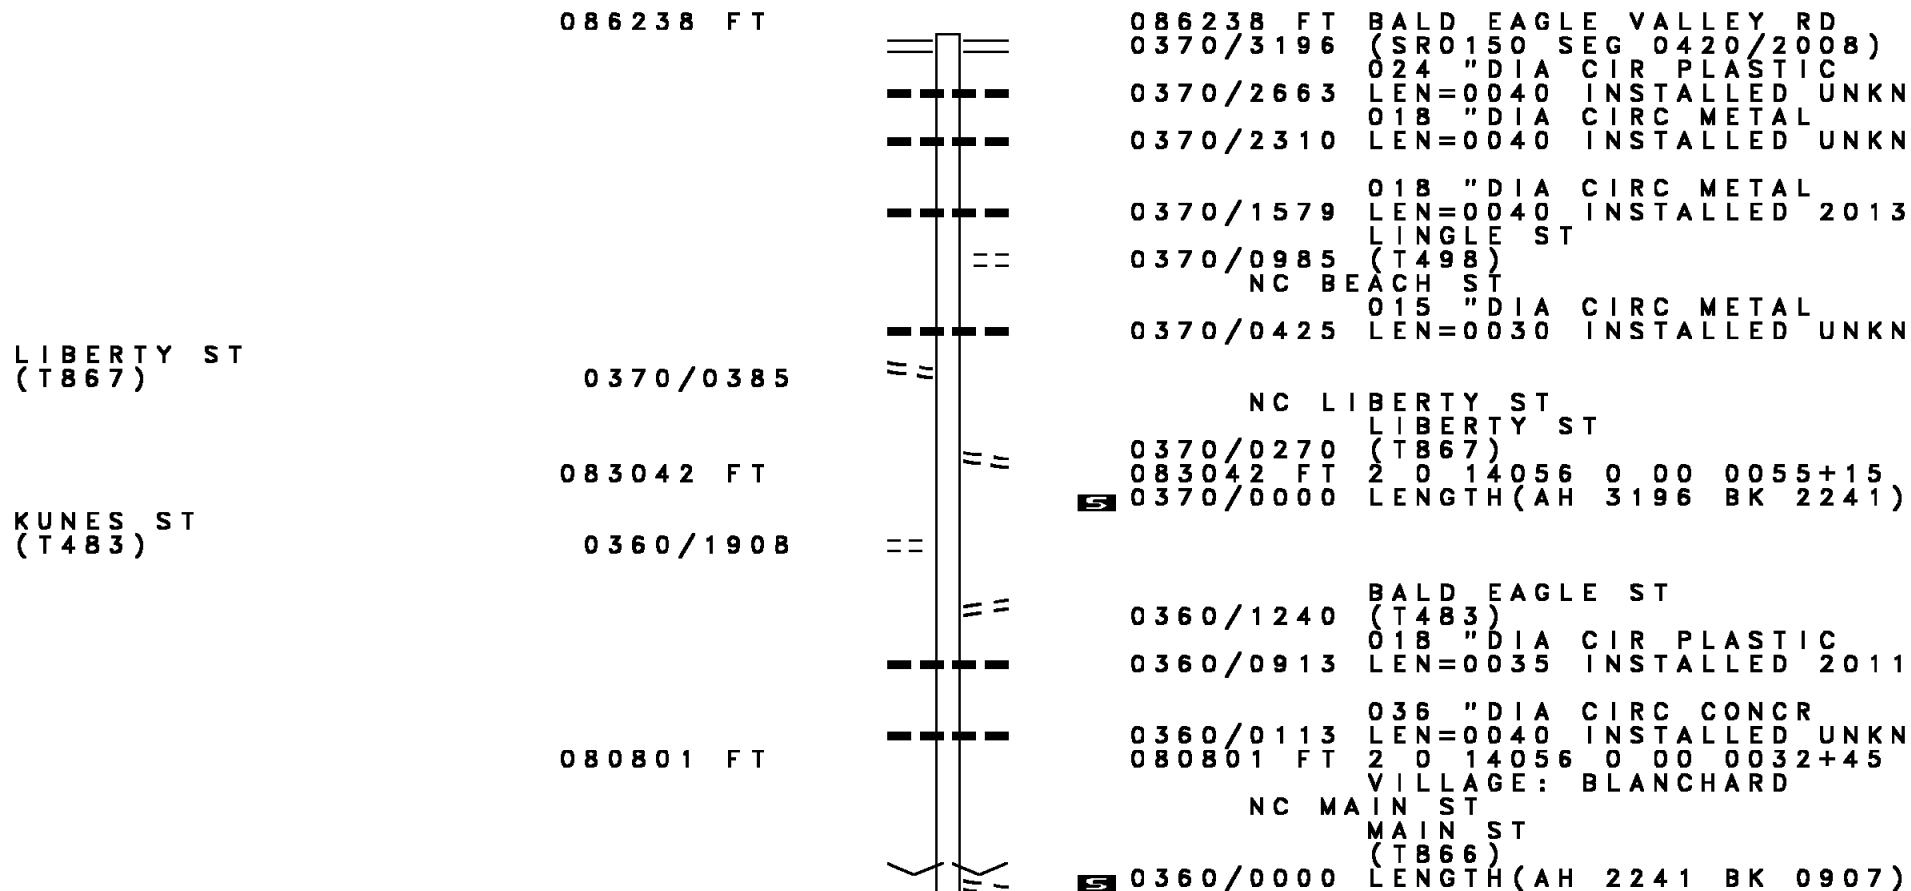 086238 FT 086238 FT BALD EAGLE VALLEY RD
0370/3196 (SR0150 SEG 0420/2008)
024 "DIA CIR PLASTIC
0370/2663 LEN=0040 INSTALLED UNKN
018 "DIA CIRC METAL
0370/2310 LEN=0040 INSTALLED UNKN
018 "DIA CIRC METAL
0370/1579 LEN=0040 INSTALLED 2013
LINGLE ST
0370/0985 (T498)
NC BEACH ST
015 "DIA CIRC METAL
0370/0425 LEN=0030 INSTALLED UNKN
LIBERTY ST
(T867) 0370/0385
NC LIBERTY ST
LIBERTY ST
0370/0270 (T867)
083042 FT 083042 FT 2 0 14056 0 00 0055+15
S 0370/0000 LENGTH(AH 3196 BK 2241)
KUNES ST
(T483) 0360/1908
BALD EAGLE ST
0360/1240 (T483)
018 "DIA CIR PLASTIC
0360/0913 LEN=0035 INSTALLED 2011
036 "DIA CIRC CONCR
0360/0113 LEN=0040 INSTALLED UNKN
080801 FT 080801 FT 2 0 14056 0 00 0032+45
VILLAGE: BLANCHARD
NC MAIN ST
MAIN ST
(T866)
S 0360/0000 LENGTH(AH 2241 BK 0907)